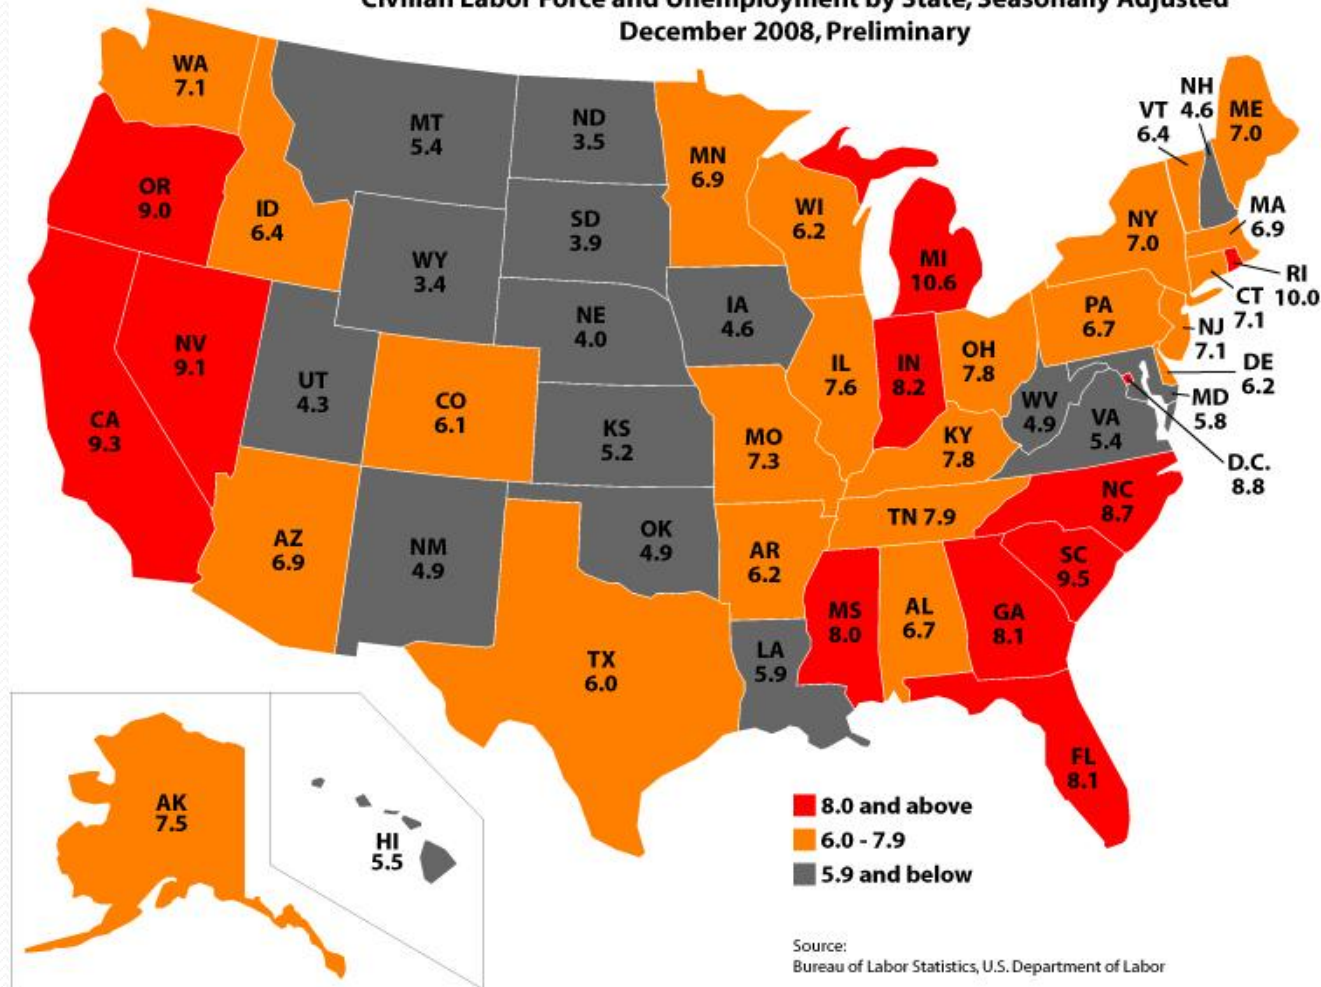 Civilian Labor Force and Unemployment by State, Seasonally Adjusted
December 2008, Preliminary
WA
7.1
MT
5.4
ND
3.5
MN
6.9
VT
6.4
NH
4.6
ME
7.0
OR
9.0
ID
6.4
SD
3.9
WI
6.2
NY
7.0
MA
6.9
WY
3.4
MI
10.6
RI
10.0
CT
7.1
NV
9.1
NE
4.0
IA
4.6
PA
6.7
NJ
7.1
UT
4.3
IL
7.6
IN
8.2
OH
7.8
DE
6.2
CA
9.3
CO
6.1
KS
5.2
MO
7.3
KY
7.8
WV
4.9
VA
5.4
MD
5.8
D.C.
8.8
AZ
6.9
NM
4.9
OK
4.9
AR
6.2
TN 7.9
NC
8.7
SC
9.5
TX
6.0
LA
5.9
MS
8.0
AL
6.7
GA
8.1
FL
8.1
AK
7.5
HI
5.5
8.0 and above
6.0 - 7.9
5.9 and below
Source:
Bureau of Labor Statistics, U.S. Department of Labor